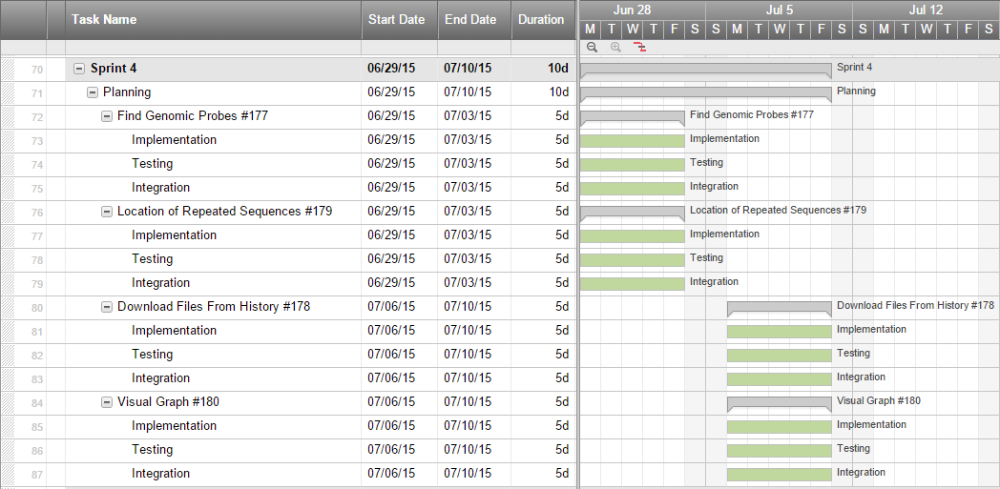 Task Name Start Date End Date Duration Jun 28 Jul 5 Jul 12
M T W T F S S M T W T F S S M T W T F S
70 Sprint 4 06/29/15 07/10/15 10d Sprint 4
71 Planning 06/29/15 07/10/15 10d Planning
72 Find Genomic Probes #177 06/29/15 07/03/15 5d Find Genomic Probes #177
73 Implementation 06/29/15 07/03/15 5d Implementation
74 Testing 06/29/15 07/03/15 5d Testing
75 Integration 06/29/15 07/03/15 5d Integration
76 Location of Repeated Sequences #179 06/29/15 07/03/15 5d Location of Repeated Sequences #179
77 Implementation 06/29/15 07/03/15 5d Implementation
78 Testing 06/29/15 07/03/15 5d Testing
79 Integration 06/29/15 07/03/15 5d Integration
80 Download Files From History #178 07/06/15 07/10/15 5d Download Files From History #178
81 Implementation 07/06/15 07/10/15 5d Implementation
82 Testing 07/06/15 07/10/15 5d Testing
83 Integration 07/06/15 07/10/15 5d Integration
84 Visual Graph #180 07/06/15 07/10/15 5d Visual Graph #180
85 Implementation 07/06/15 07/10/15 5d Implementation
86 Testing 07/06/15 07/10/15 5d Testing
87 Integration 07/06/15 07/10/15 5d Integration